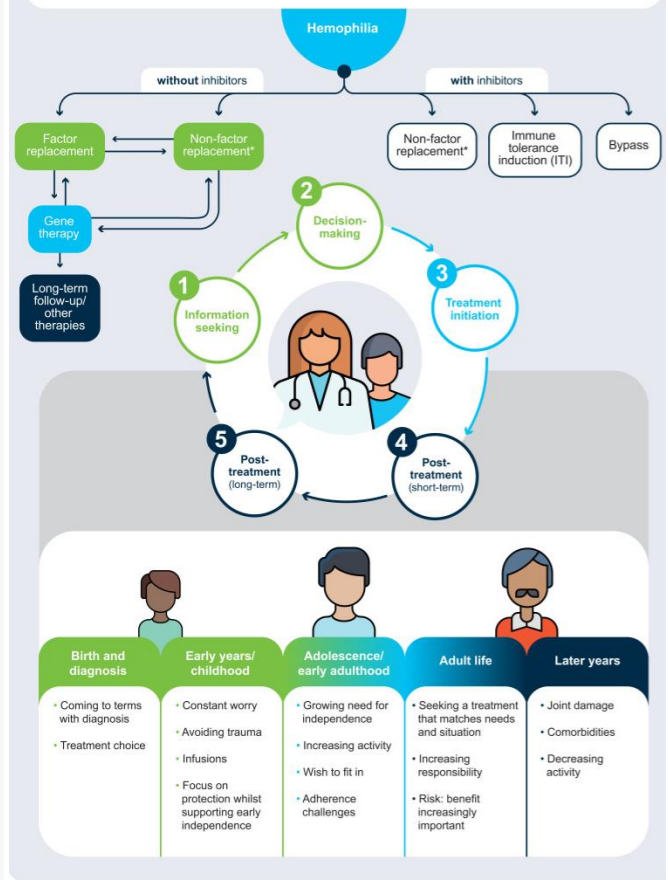 Hemophilia
without inhibitors
with inhibitors
Factor
replacement
Non-factor
replacement*
Non-factor
replacement*
Immune
tolerance
induction (ITI)
Bypass
Gene
therapy
Long-term
follow-up/
other
therapies
1
Information
seeking
2
Decision-
making
3
Treatment
initiation
4
Post-
treatment
(short-term)
5
Post-
treatment
(long-term)
Birth and
diagnosis
• Coming to terms
with diagnosis
• Treatment choice
Early years/
childhood
• Constant worry
• Avoiding trauma
• Infusions
• Focus on
protection whilst
supporting early
independence
Adolescence/
early adulthood
• Growing need for
independence
• Increasing activity
• Wish to fit in
• Adherence
challenges
Adult life
• Seeking a treatment
that matches needs
and situation
• Increasing
responsibility
• Risk: benefit
increasingly
important
Later years
• Joint damage
• Comorbidities
• Decreasing
activity